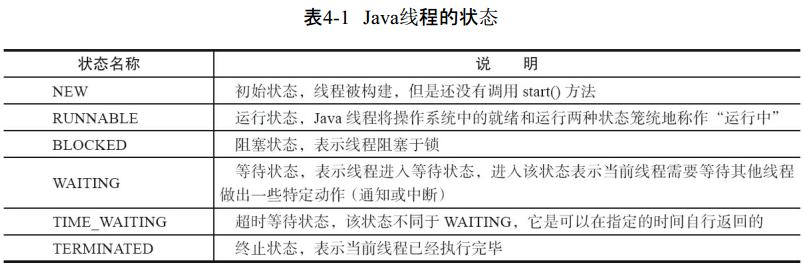 表4-1 Java线程的状态
状态名称 说 明
NEW 初始状态，线程被构建，但是还没有调用 start() 方法
RUNNABLE 运行状态，Java 线程将操作系统中的就绪和运行两种状态笼统地称作“运行中”
BLOCKED 阻塞状态，表示线程阻塞于锁
WAITING 等待状态，表示线程进入等待状态，进入该状态表示当前线程需要等待其他线程
做出一些特定动作（通知或中断）
TIME_WAITING 超时等待状态，该状态不同于 WAITING，它是可以在指定的时间自行返回的
TERMINATED 终止状态，表示当前线程已经执行完毕